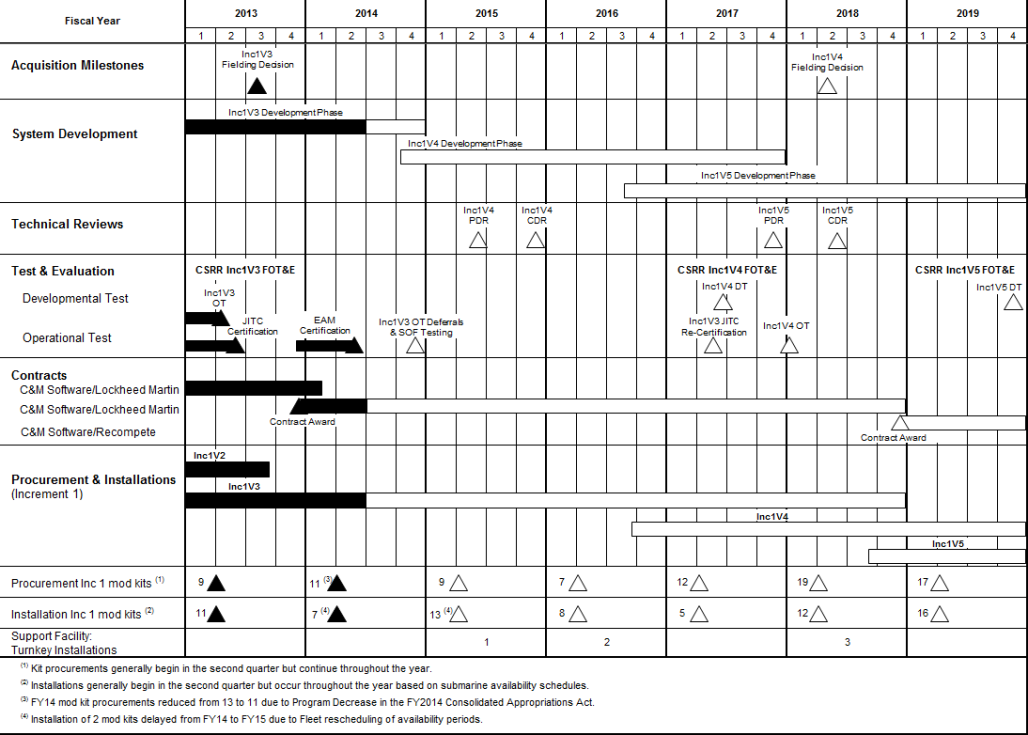 Fiscal Year 2013 2014 2015 2016 2017 2018 2019
1 2 3 4 1 2 3 4 1 2 3 4 1 2 3 4 1 2 3 4 1 2 3 4 1 2 3 4
Acquisition Milestones
Inc1V3
Fielding Decision
Inc1V4
Fielding Decision
System Development
Inc1V3 Development Phase
Inc1V4 Development Phase
Inc1V5 Development Phase
Technical Reviews
Inc1V4
PDR
Inc1V4
CDR
Inc1V5
PDR
Inc1V5
CDR
Test & Evaluation
CSRR Inc1V3 FOT&E
CSRR Inc1V4 FOT&E
CSRR Inc1V5 FOT&E
Developmental Test
Inc1V3
OT
Inc1V4 DT
Inc1V5 DT
Operational Test
JITC
Certification
EAM
Certification
Inc1V3 OT Deferrals
& SOF Testing
Inc1V3 JITC
Re-Certification
Inc1V4 OT
Contracts
C&M Software/Lockheed Martin
C&M Software/Lockheed Martin
Contract Award
C&M Software/Recompete
Contract Award
Procurement & Installations
(Increment 1)
Inc1V2
Inc1V3
Inc1V4
Inc1V5
Procurement Inc 1 mod kits (1) 9 11 (3) 9 7 12 19 17
Installation Inc 1 mod kits (2) 11 7 (4) 13 (4) 8 5 12 16
Support Facility:
Turnkey Installations
1 2 3
(1) Kit procurements generally begin in the second quarter but continue throughout the year.
(2) Installations generally begin in the second quarter but occur throughout the year based on submarine availability schedules.
(3) FY14 mod kit procurements reduced from 13 to 11 due to Program Decrease in the FY2014 Consolidated Appropriations Act.
(4) Installation of 2 mod kits delayed from FY14 to FY15 due to Fleet rescheduling of availability periods.